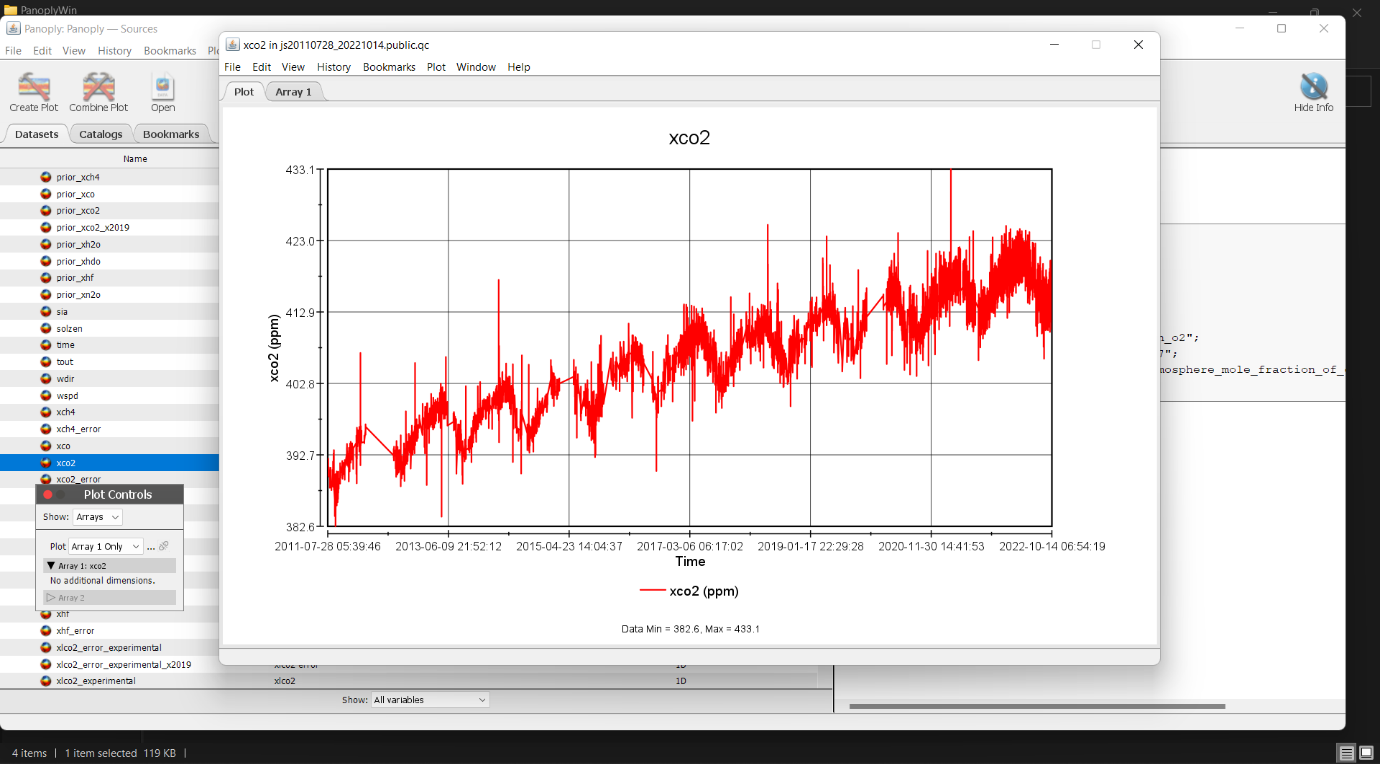 PanoplyWin
Panoply: Panoply — Sources
File Edit View History Bookmarks
Create Plot Combine Plot Open
Hide Info
Datasets Catalogs Bookmarks
Name
prior_xch4
prior_xco
prior_xco2
prior_xco2_x2019
prior_xh2o
prior_xhdo
prior_xhf
prior_xn2o
sia
solzen
time
tout
wdir
wspd
xch4
xch4_error
xco
xco2
xco2_error
Plot Controls
Show: Arrays
Plot Array 1 Only ...
Array 1: xco2
No additional dimensions.
Array 2
xhf
xhf_error
xlco2_error_experimental
xlco2_error_experimental_x2019 xlco2_error 1D
xlco2_experimental xlco2 1D
Show: All variables
xco2 in js20110728_20221014.public.qc
File Edit View History Bookmarks Plot Window Help
Plot Array 1
xco2
433.1
423.0
412.9
402.8
392.7
382.6
xco2 (ppm)
2011-07-28 05:39:46 2013-06-09 21:52:12 2015-04-23 14:04:37 2017-03-06 06:17:02 2019-01-17 22:29:28 2020-11-30 14:41:53 2022-10-14 06:54:19
Time
xco2 (ppm)
Data Min = 382.6, Max = 433.1
_o2";
7";
mosphere_mole_fraction_of_
4 items | 1 item selected 119 KB |